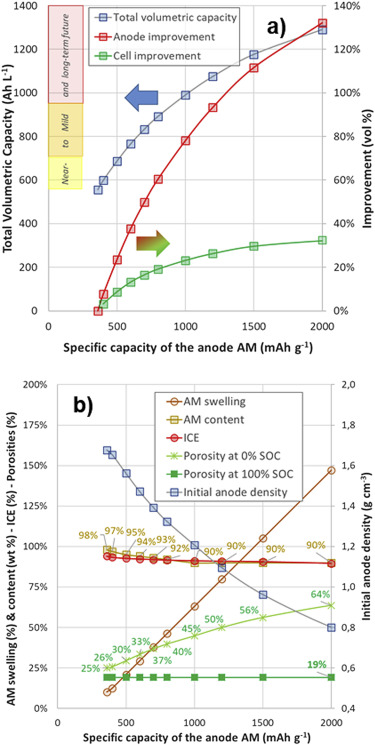 a)
Total volumetric capacity
Anode improvement
Cell improvement
and long-term future
to Mild
Near-
Total Volumetric Capacity (Ah L-1)
1400
1200
1000
800
600
400
200
0
140%
120%
100%
80%
60%
40%
20%
0%
Improvement (vol %)
0 500 1000 1500 2000
Specific capacity of the anode AM (mAh g-1)
b)
AM swelling
AM content
ICE
Porosity at 0% SOC
Porosity at 100% SOC
Initial anode density
AM swelling (%) & content (wt %) - ICE (%) - Porosities (%)
200%
175%
150%
125%
100%
75%
50%
25%
0%
2,0
1,8
1,6
1,4
1,2
1,0
0,8
0,6
0,4
Initial anode density (g cm-3)
98% 97% 95% 94% 93% 92% 90% 90% 90% 90%
25% 26% 30% 33% 37% 40% 45% 50% 56% 64%
19%
0 500 1000 1500 2000
Specific capacity of the anode AM (mAh g-1)